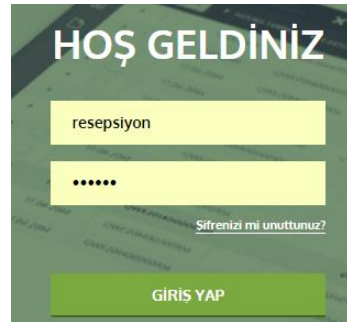 HOŞ GELDİNİZ
resepsiyon
••••••
Şifrenizi mi unuttunuz?
GİRİŞ YAP